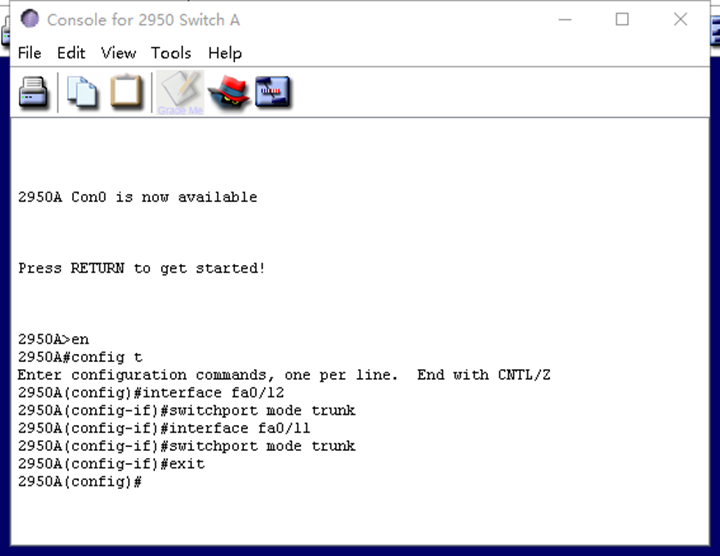 Console for 2950 Switch A
File Edit View Tools Help
Grade Me
2950A Con0 is now available
Press RETURN to get started!
2950A>en
2950A#config t
Enter configuration commands, one per line.  End with CNTL/Z
2950A(config)#interface fa0/12
2950A(config-if)#switchport mode trunk
2950A(config-if)#interface fa0/11
2950A(config-if)#switchport mode trunk
2950A(config-if)#exit
2950A(config)#